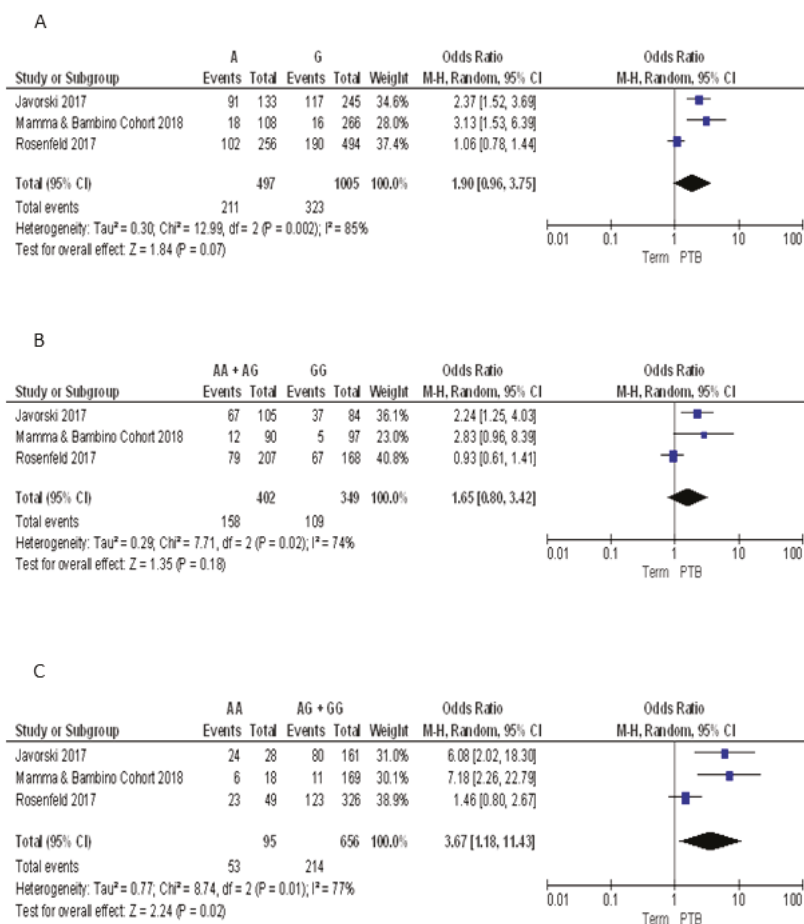 A
A G Odds Ratio Odds Ratio
Study or Subgroup Events Total Events Total Weight M-H, Random, 95% CI M-H, Random, 95% CI
Javorski 2017 91 133 117 245 34.6% 2.37 [1.52, 3.69]
Mamma & Bambino Cohort 2018 18 108 16 266 28.0% 3.13 [1.53, 6.39]
Rosenfeld 2017 102 256 190 494 37.4% 1.06 [0.78, 1.44]
Total (95% CI) 497 1005 100.0% 1.90 [0.96, 3.75]
Total events 211 323
Heterogeneity: Tau² = 0.30; Chi² = 12.99, df = 2 (P = 0.002); I² = 85%
Test for overall effect: Z = 1.84 (P = 0.07)
0.01 0.1 1 10 100
Term PTB
B
AA + AG GG Odds Ratio Odds Ratio
Study or Subgroup Events Total Events Total Weight M-H, Random, 95% CI M-H, Random, 95% CI
Javorski 2017 67 105 37 84 36.1% 2.24 [1.25, 4.03]
Mamma & Bambino Cohort 2018 12 90 5 97 23.0% 2.83 [0.96, 8.39]
Rosenfeld 2017 79 207 67 168 40.8% 0.93 [0.61, 1.41]
Total (95% CI) 402 349 100.0% 1.65 [0.80, 3.42]
Total events 158 109
Heterogeneity: Tau² = 0.29; Chi² = 7.71, df = 2 (P = 0.02); I² = 74%
Test for overall effect: Z = 1.35 (P = 0.18)
0.01 0.1 1 10 100
Term PTB
C
AA AG + GG Odds Ratio Odds Ratio
Study or Subgroup Events Total Events Total Weight M-H, Random, 95% CI M-H, Random, 95% CI
Javorski 2017 24 28 80 161 31.0% 6.08 [2.02, 18.30]
Mamma & Bambino Cohort 2018 6 18 11 169 30.1% 7.18 [2.26, 22.79]
Rosenfeld 2017 23 49 123 326 38.9% 1.46 [0.80, 2.67]
Total (95% CI) 95 656 100.0% 3.67 [1.18, 11.43]
Total events 53 214
Heterogeneity: Tau² = 0.77; Chi² = 8.74, df = 2 (P = 0.01); I² = 77%
Test for overall effect: Z = 2.24 (P = 0.02)
0.01 0.1 1 10 100
Term PTB